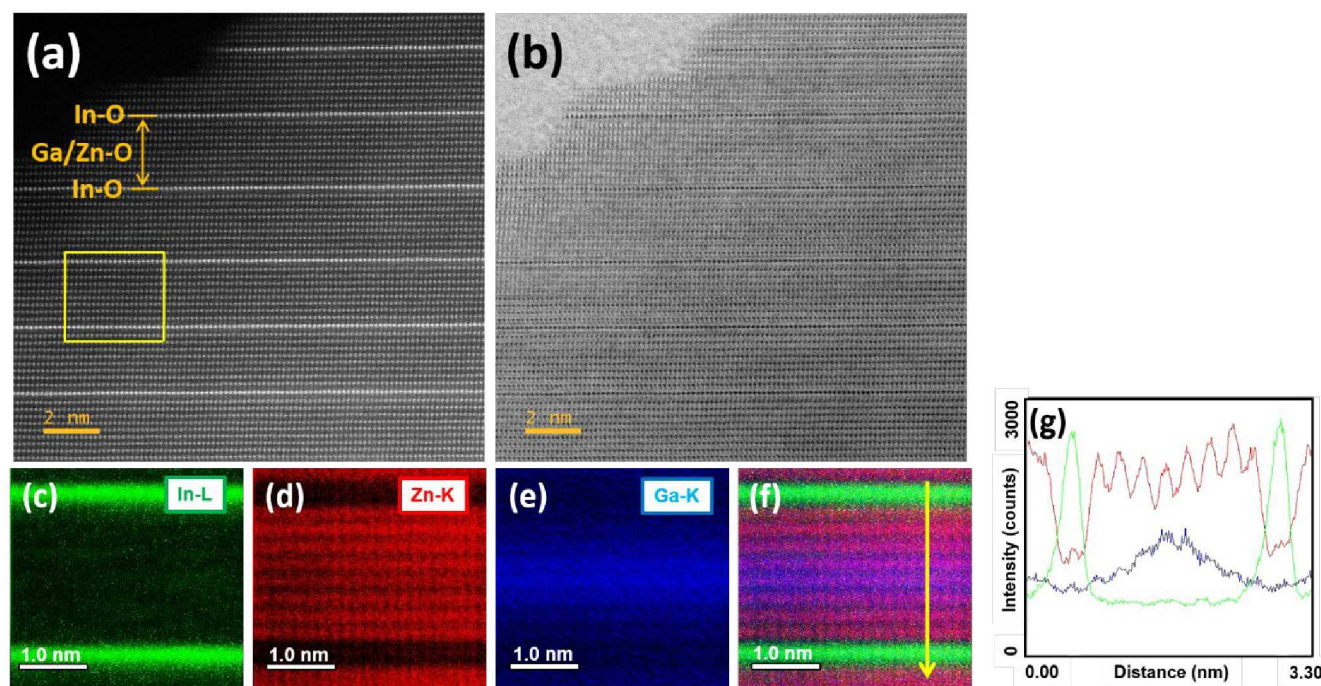 (a)
In-O
Ga/Zn-O
In-O
2 nm
(b)
2 nm
(c)
In-L
1.0 nm
(d)
Zn-K
1.0 nm
(e)
Ga-K
1.0 nm
(f)
1.0 nm
(g)
3000
Intensity (counts)
0
0.00
Distance (nm)
3.30